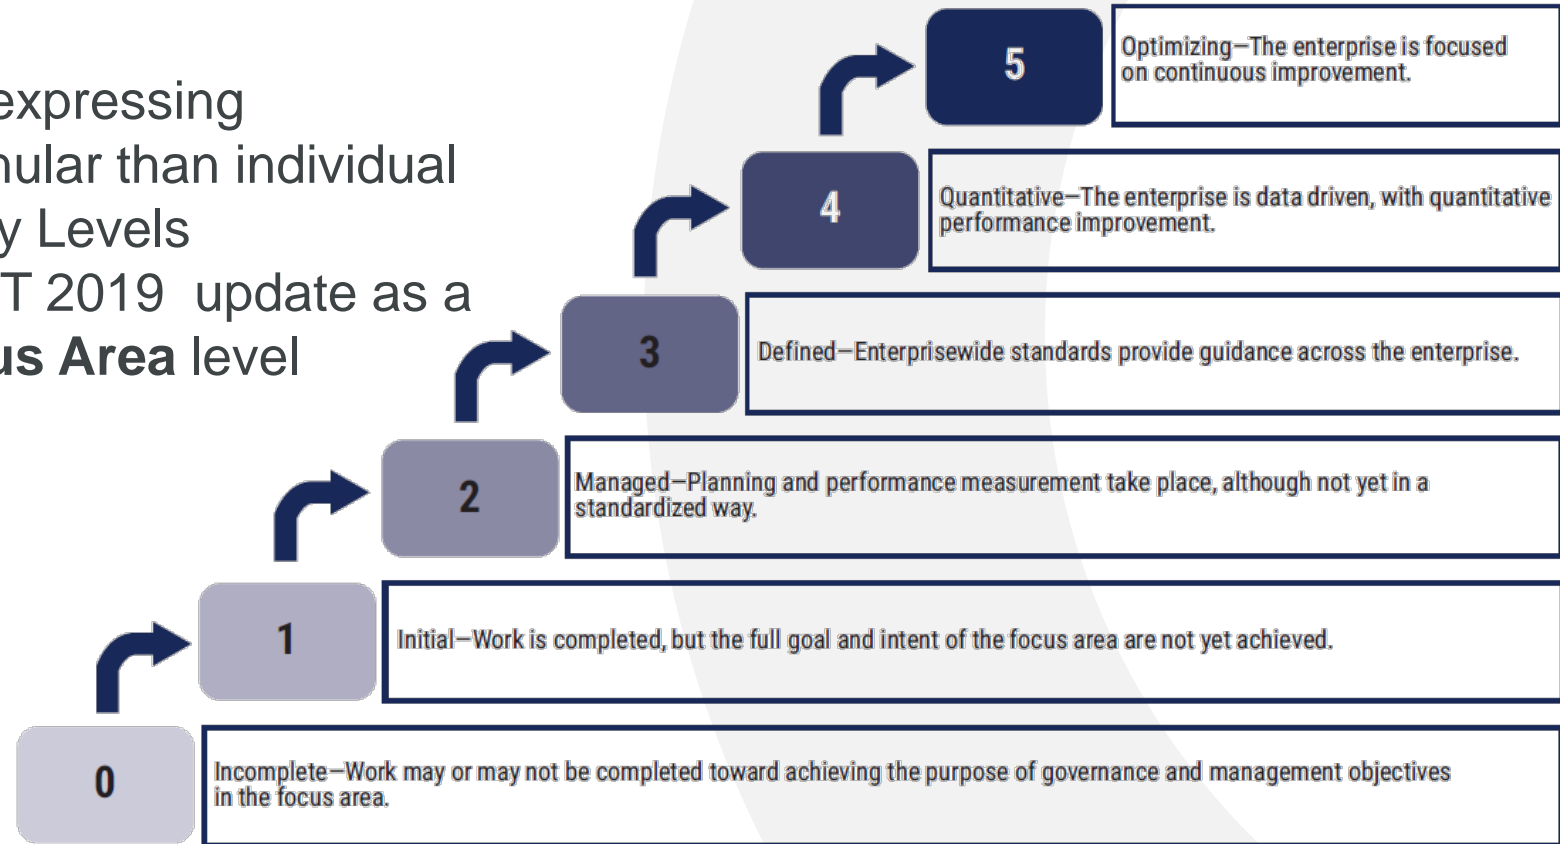 expressing
nular than individual
y Levels
T 2019 update as a
us Area level
5
Optimizing—The enterprise is focused
on continuous improvement.
4
Quantitative—The enterprise is data driven, with quantitative
performance improvement.
3
Defined—Enterprisewide standards provide guidance across the enterprise.
2
Managed—Planning and performance measurement take place, although not yet in a
standardized way.
1
Initial—Work is completed, but the full goal and intent of the focus area are not yet achieved.
0
Incomplete—Work may or may not be completed toward achieving the purpose of governance and management objectives
in the focus area.